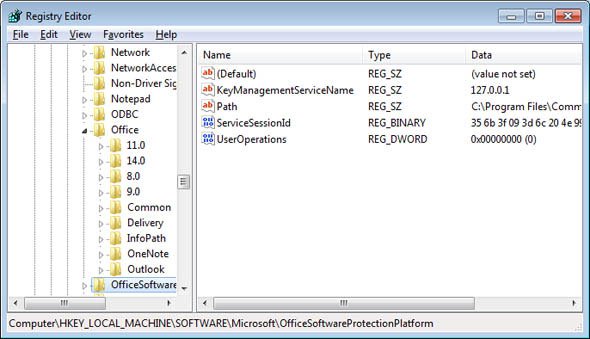 Registry Editor
File Edit View Favorites Help
Network
NetworkAcces
Non-Driver Sig
Notepad
ODBC
Office
11.0
14.0
8.0
9.0
Common
Delivery
InfoPath
OneNote
Outlook
OfficeSoftware
Name Type Data
(Default) REG_SZ (value not set)
KeyManagementServiceName REG_SZ 127.0.0.1
Path REG_SZ C:\Program Files\Comm
ServiceSessionId REG_BINARY 35 6b 3f 09 3d 6c 20 4e 99
UserOperations REG_DWORD 0x00000000 (0)
Computer\HKEY_LOCAL_MACHINE\SOFTWARE\Microsoft\OfficeSoftwareProtectionPlatform